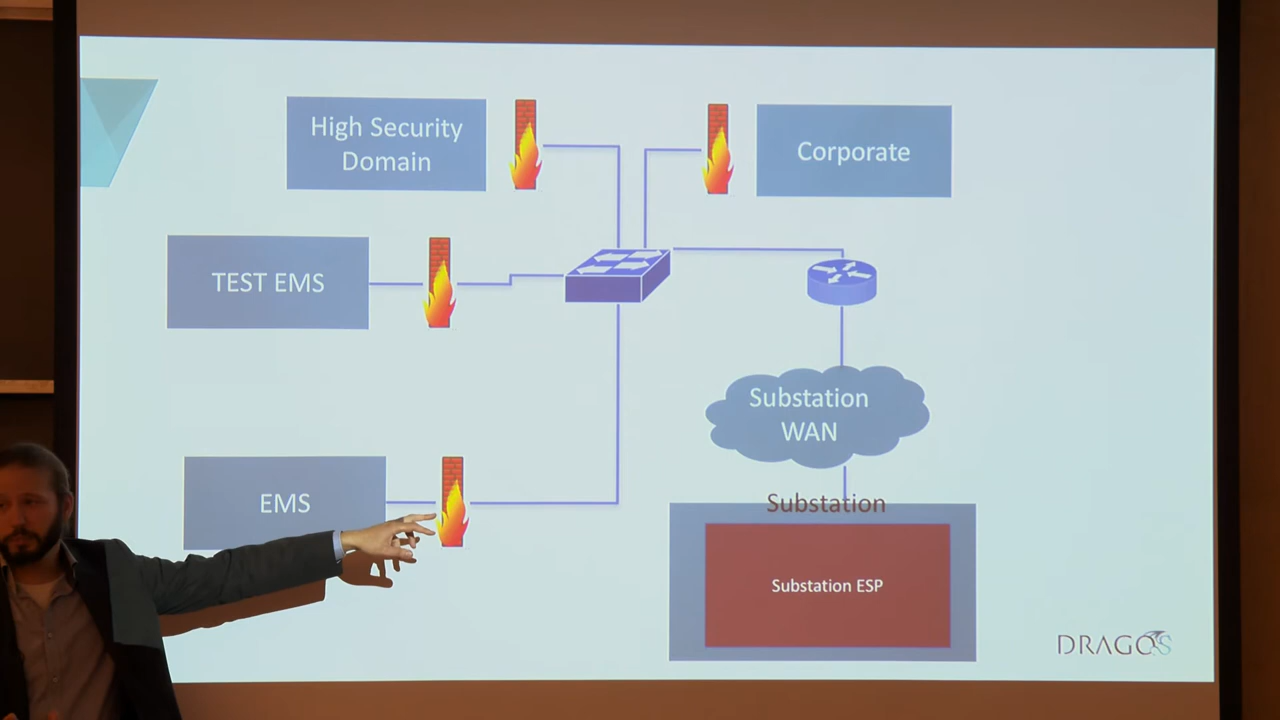 High Security
Domain
Corporate
TEST EMS
Substation
WAN
EMS
Substation
Substation ESP
DRAGOS